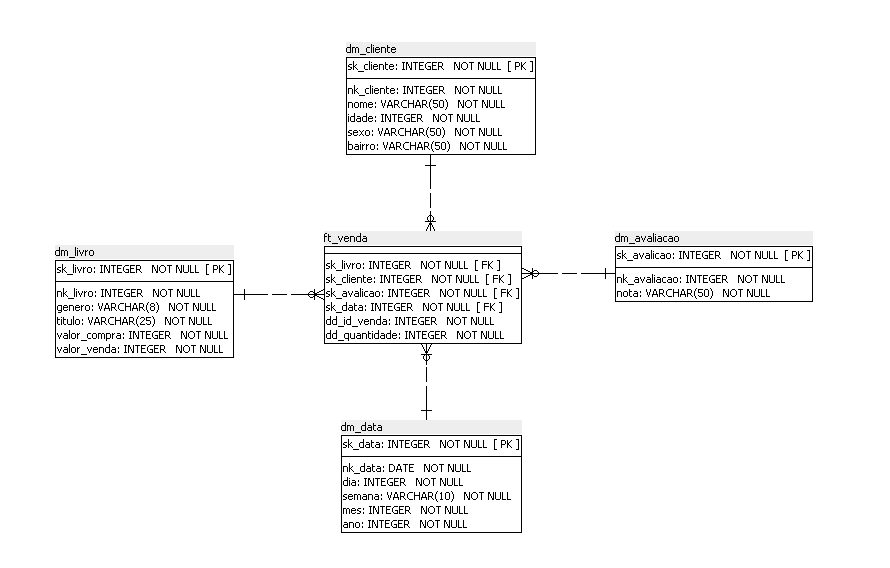 dm_cliente
sk_cliente: INTEGER NOT NULL [ PK ]
nk_cliente: INTEGER NOT NULL
nome: VARCHAR(50) NOT NULL
idade: INTEGER NOT NULL
sexo: VARCHAR(50) NOT NULL
bairro: VARCHAR(50) NOT NULL
dm_livro
sk_livro: INTEGER NOT NULL [ PK ]
nk_livro: INTEGER NOT NULL
genero: VARCHAR(8) NOT NULL
titulo: VARCHAR(25) NOT NULL
valor_compra: INTEGER NOT NULL
valor_venda: INTEGER NOT NULL
ft_venda
sk_livro: INTEGER NOT NULL [ FK ]
sk_cliente: INTEGER NOT NULL [ FK ]
sk_avalicao: INTEGER NOT NULL [ FK ]
sk_data: INTEGER NOT NULL [ FK ]
dd_id_venda: INTEGER NOT NULL
dd_quantidade: INTEGER NOT NULL
dm_avaliacao
sk_avalicao: INTEGER NOT NULL [ PK ]
nk_avaliacao: INTEGER NOT NULL
nota: VARCHAR(50) NOT NULL
dm_data
sk_data: INTEGER NOT NULL [ PK ]
nk_data: DATE NOT NULL
dia: INTEGER NOT NULL
semana: VARCHAR(10) NOT NULL
mes: INTEGER NOT NULL
ano: INTEGER NOT NULL